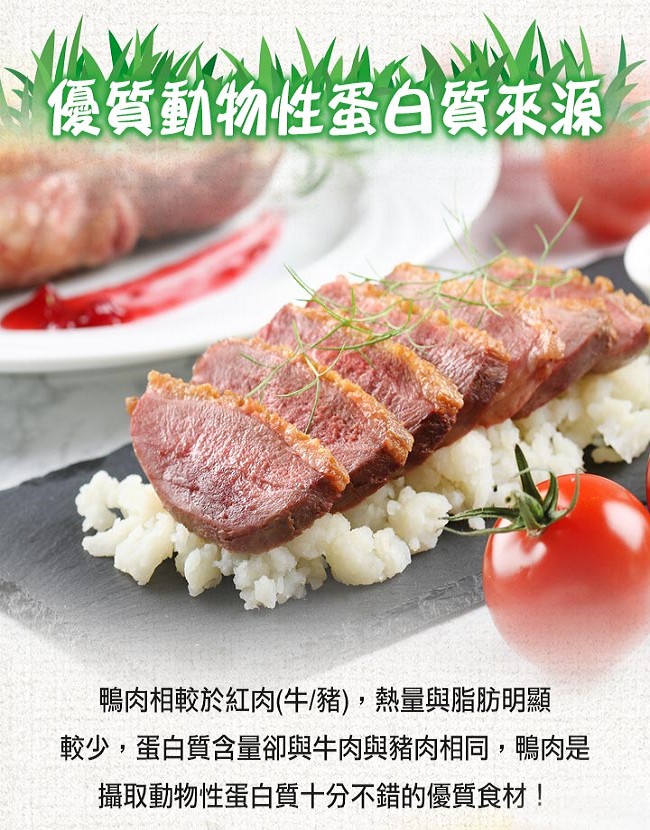 優質動物性蛋白質來源
鴨肉相較於紅肉(牛/豬)，熱量與脂肪明顯
較少，蛋白質含量卻與牛肉與豬肉相同，鴨肉是
攝取動物性蛋白質十分不錯的優質食材！